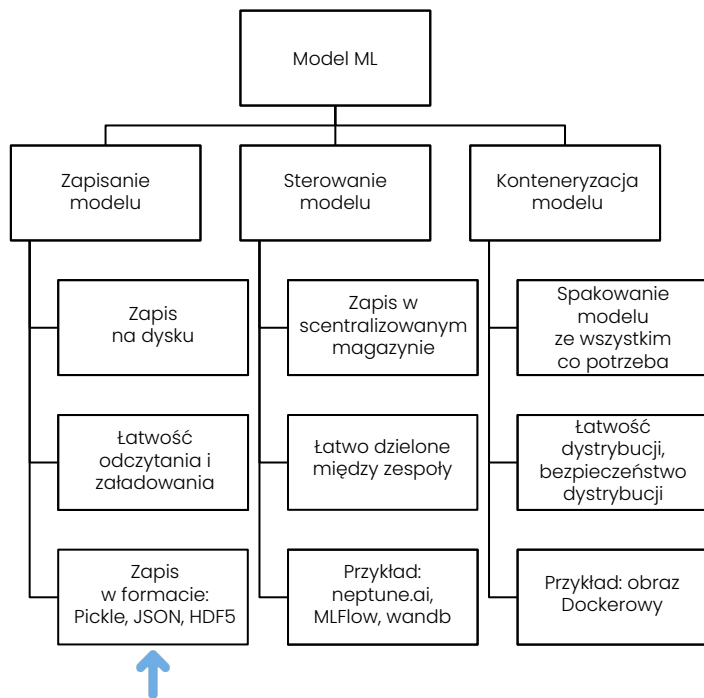 Model ML
Zapisanie
modelu
Sterowanie
modelu
Konteneryzacja
modelu
Zapis
na dysku
Zapis w
scentralizowanym
magazynie
Spakowanie
modelu
ze wszystkim
co potrzeba
Łatwość
odczytania i
załadowania
Łatwo dzielone
między zespoły
Łatwość
dystrybucji,
bezpieczeństwo
dystrybucji
Zapis
w formacie:
Pickle, JSON, HDF5
Przykład:
neptune.ai,
MLFlow, wandb
Przykład: obraz
Dockerowy